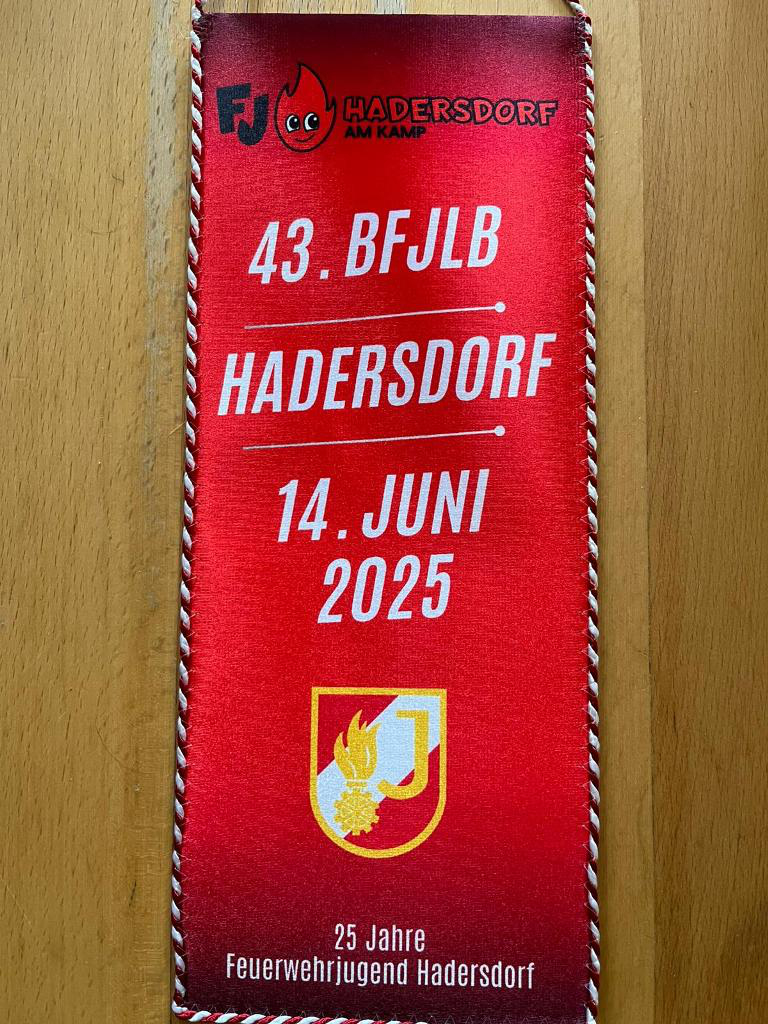 FJ HADERSDORF
AM KAMP
43. BFJLB
HADERSDORF
14. JUNI
2025
J
25 Jahre
Feuerwehrjugend Hadersdorf